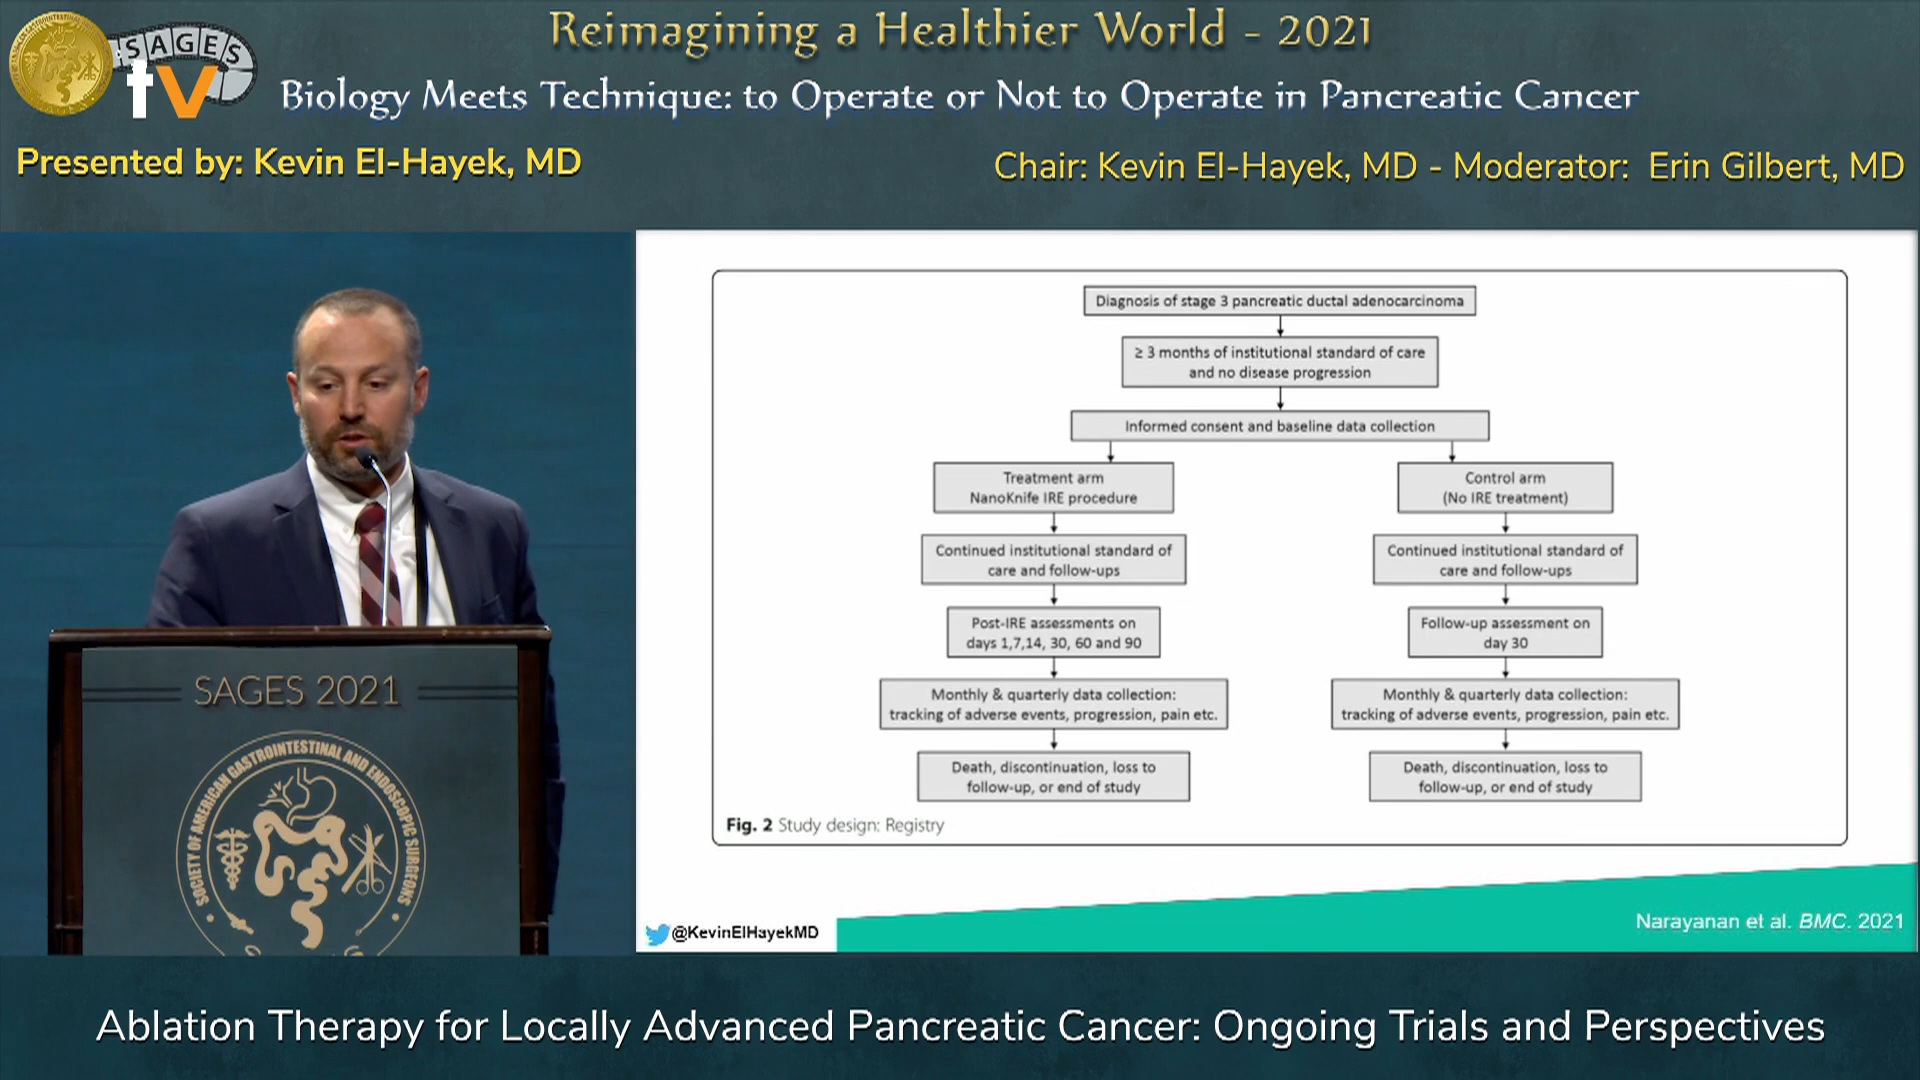 Reimagining a Healthier World - 2021
SAGES
tv
Biology Meets Technique: to Operate or Not to Operate in Pancreatic Cancer
Presented by: Kevin El-Hayek, MD
Chair: Kevin El-Hayek, MD - Moderator: Erin Gilbert, MD
SAGES 2021
SOCIETY OF AMERICAN GASTROINTESTINAL AND ENDOSCOPIC SURGEONS
Diagnosis of stage 3 pancreatic ductal adenocarcinoma
≥ 3 months of institutional standard of care
and no disease progression
Informed consent and baseline data collection
Treatment arm
NanoKnife IRE procedure
Continued institutional standard of
care and follow-ups
Post-IRE assessments on
days 1,7,14, 30, 60 and 90
Monthly & quarterly data collection:
tracking of adverse events, progression, pain etc.
Death, discontinuation, loss to
follow-up, or end of study
Control arm
(No IRE treatment)
Continued institutional standard of
care and follow-ups
Follow-up assessment on
day 30
Monthly & quarterly data collection:
tracking of adverse events, progression, pain etc.
Death, discontinuation, loss to
follow-up, or end of study
Fig. 2 Study design: Registry
@KevinElHayekMD
Narayanan et al. BMC. 2021
Ablation Therapy for Locally Advanced Pancreatic Cancer: Ongoing Trials and Perspectives